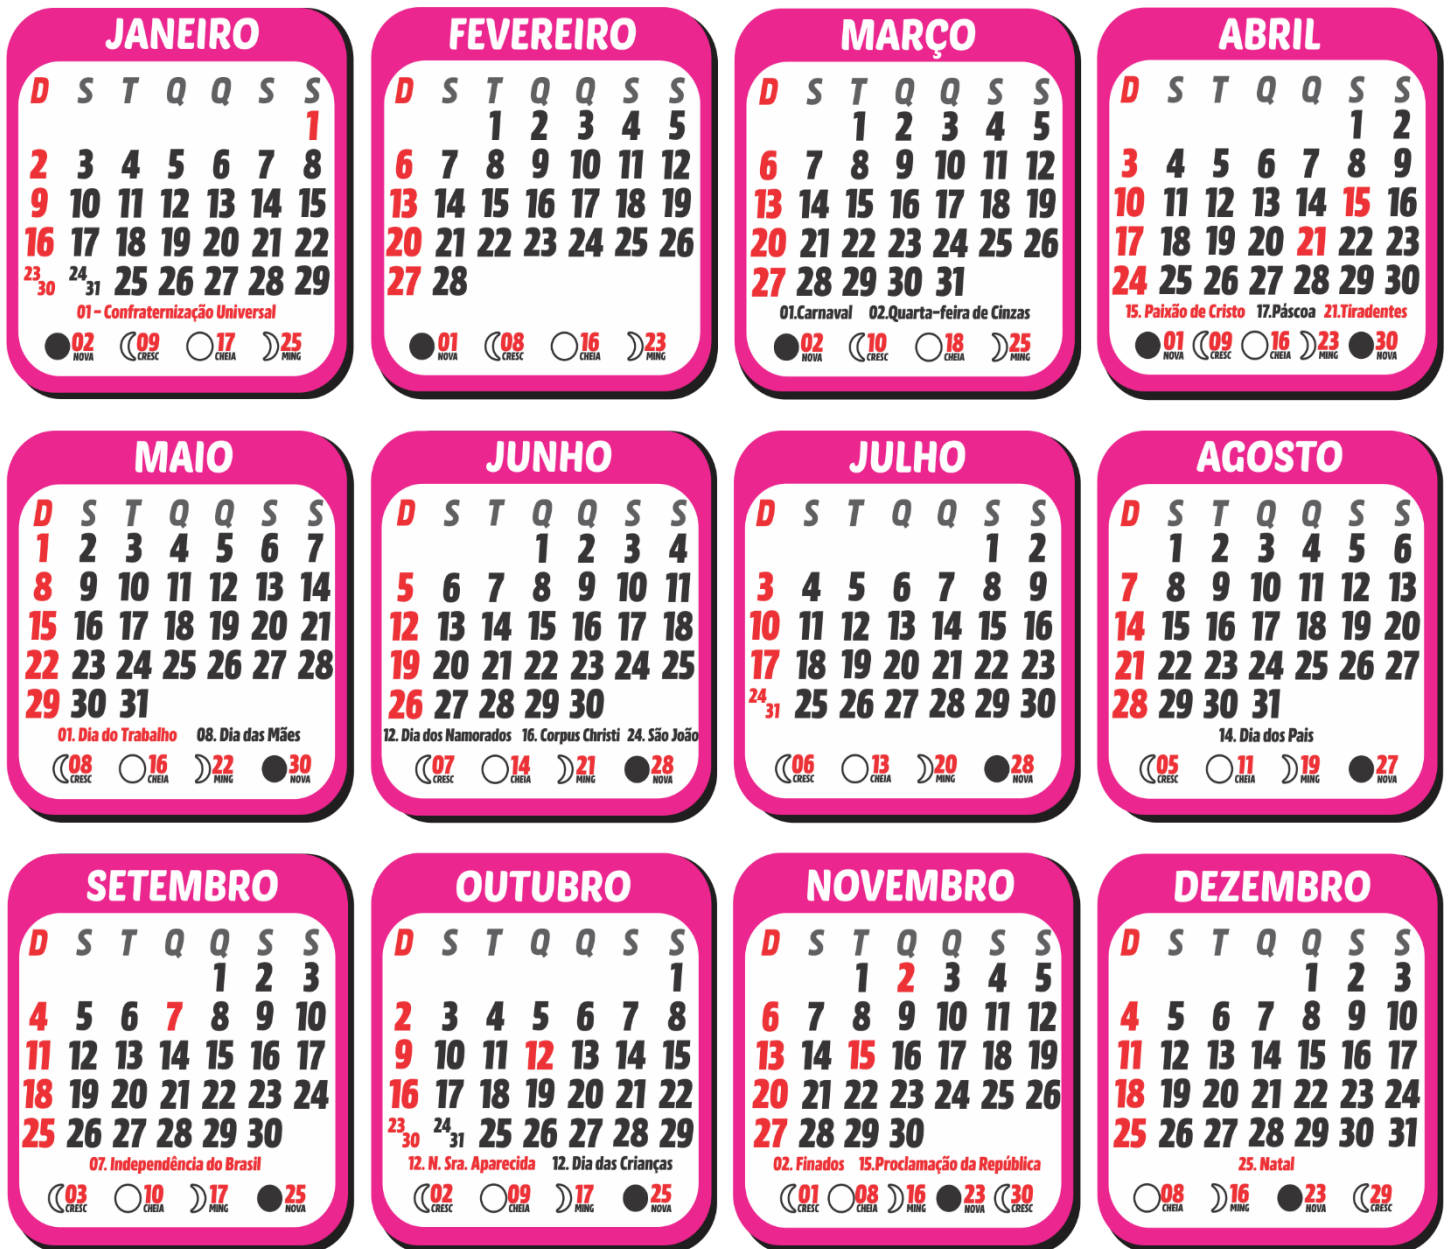 JANEIRO
D S T Q Q S S
1
2 3 4 5 6 7 8
9 10 11 12 13 14 15
16 17 18 19 20 21 22
23 30 24 31 25 26 27 28 29
01 - Confraternização Universal
02 NOVA 09 CRESC 17 CHEIA 25 MING
FEVEREIRO
D S T Q Q S S
1 2 3 4 5
6 7 8 9 10 11 12
13 14 15 16 17 18 19
20 21 22 23 24 25 26
27 28
01 NOVA 08 CRESC 16 CHEIA 23 MING
MARÇO
D S T Q Q S S
1 2 3 4 5
6 7 8 9 10 11 12
13 14 15 16 17 18 19
20 21 22 23 24 25 26
27 28 29 30 31
01.Carnaval 02.Quarta-feira de Cinzas
02 NOVA 10 CRESC 18 CHEIA 25 MING
ABRIL
D S T Q Q S S
1 2
3 4 5 6 7 8 9
10 11 12 13 14 15 16
17 18 19 20 21 22 23
24 25 26 27 28 29 30
15. Paixão de Cristo 17.Páscoa 21.Tiradentes
01 NOVA 09 CRESC 16 CHEIA 23 MING 30 NOVA
MAIO
D S T Q Q S S
1 2 3 4 5 6 7
8 9 10 11 12 13 14
15 16 17 18 19 20 21
22 23 24 25 26 27 28
29 30 31
01. Dia do Trabalho 08. Dia das Mães
08 CRESC 16 CHEIA 22 MING 30 NOVA
JUNHO
D S T Q Q S S
1 2 3 4
5 6 7 8 9 10 11
12 13 14 15 16 17 18
19 20 21 22 23 24 25
26 27 28 29 30
12. Dia dos Namorados 16. Corpus Christi 24. São João
07 CRESC 14 CHEIA 21 MING 28 NOVA
JULHO
D S T Q Q S S
1 2
3 4 5 6 7 8 9
10 11 12 13 14 15 16
17 18 19 20 21 22 23
24 31 25 26 27 28 29 30
06 CRESC 13 CHEIA 20 MING 28 NOVA
AGOSTO
D S T Q Q S S
1 2 3 4 5 6
7 8 9 10 11 12 13
14 15 16 17 18 19 20
21 22 23 24 25 26 27
28 29 30 31
14. Dia dos Pais
05 CRESC 11 CHEIA 19 MING 27 NOVA
SETEMBRO
D S T Q Q S S
1 2 3
4 5 6 7 8 9 10
11 12 13 14 15 16 17
18 19 20 21 22 23 24
25 26 27 28 29 30
07. Independência do Brasil
03 CRESC 10 CHEIA 17 MING 25 NOVA
OUTUBRO
D S T Q Q S S
1
2 3 4 5 6 7 8
9 10 11 12 13 14 15
16 17 18 19 20 21 22
23 30 24 31 25 26 27 28 29
12. N. Sra. Aparecida 12. Dia das Crianças
02 CRESC 09 CHEIA 17 MING 25 NOVA
NOVEMBRO
D S T Q Q S S
1 2 3 4 5
6 7 8 9 10 11 12
13 14 15 16 17 18 19
20 21 22 23 24 25 26
27 28 29 30
02. Finados 15.Proclamação da República
01 CRESC 08 CHEIA 16 MING 23 NOVA 30 CRESC
DEZEMBRO
D S T Q Q S S
1 2 3
4 5 6 7 8 9 10
11 12 13 14 15 16 17
18 19 20 21 22 23 24
25 26 27 28 29 30 31
25. Natal
08 CHEIA 16 MING 23 NOVA 29 CRESC